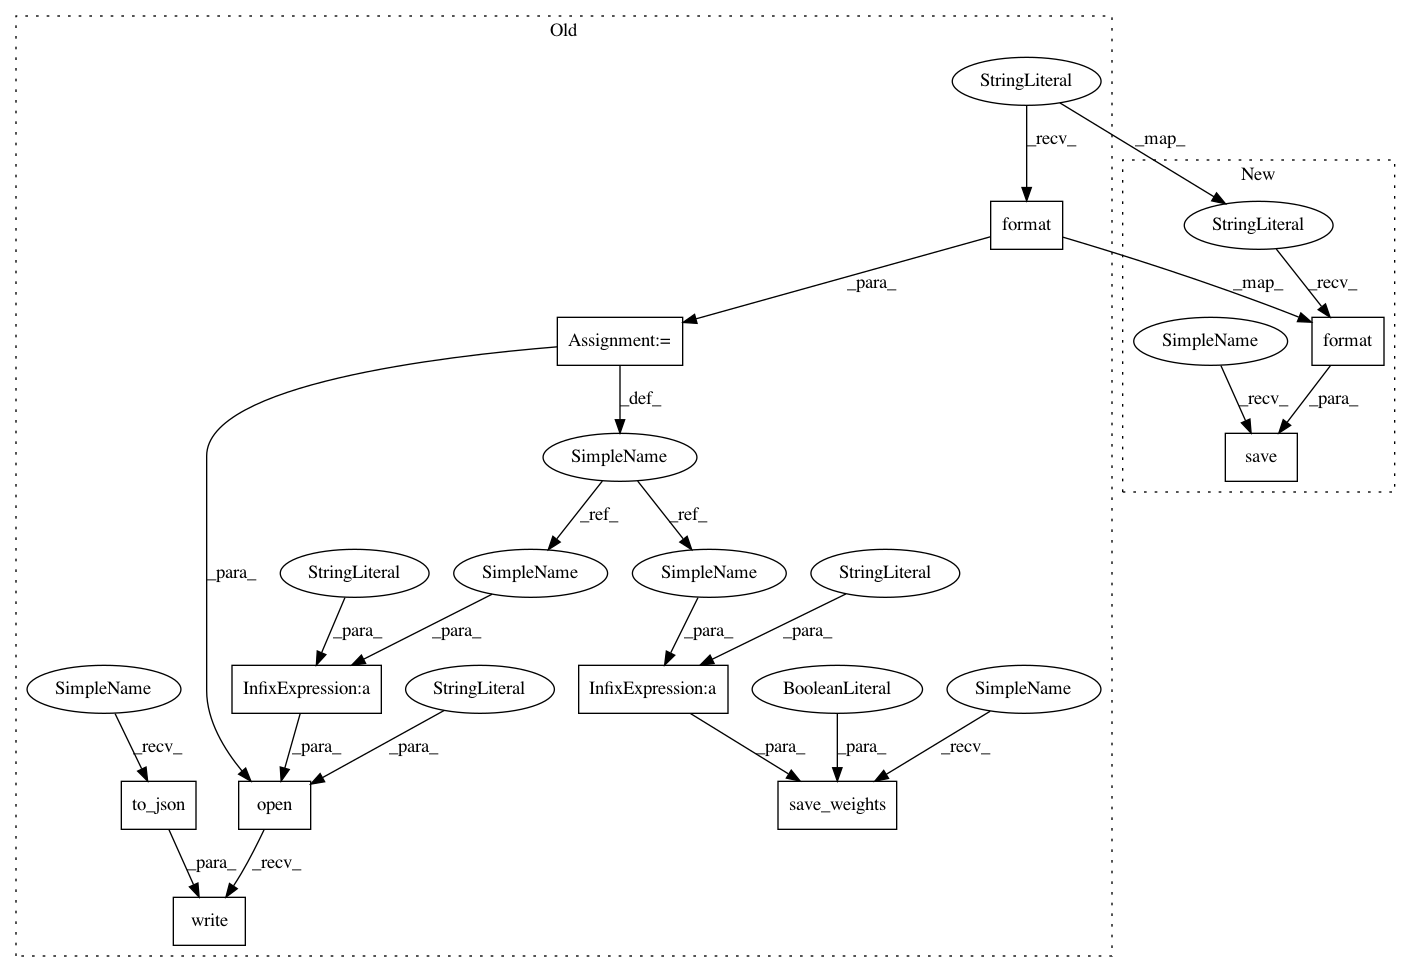 Old
StringLiteral
_recv_
_map_
New
format
StringLiteral
_para_
_map_
_recv_
Assignment:=
SimpleName
format
_def_
_recv_
_para_
SimpleName
save
_ref_
_ref_
_para_
StringLiteral
SimpleName
SimpleName
StringLiteral
_para_
_para_
_para_
_para_
SimpleName
InfixExpression:a
StringLiteral
InfixExpression:a
BooleanLiteral
SimpleName
_recv_
_para_
_para_
_para_
_para_
_recv_
to_json
open
save_weights
_para_
_recv_
write